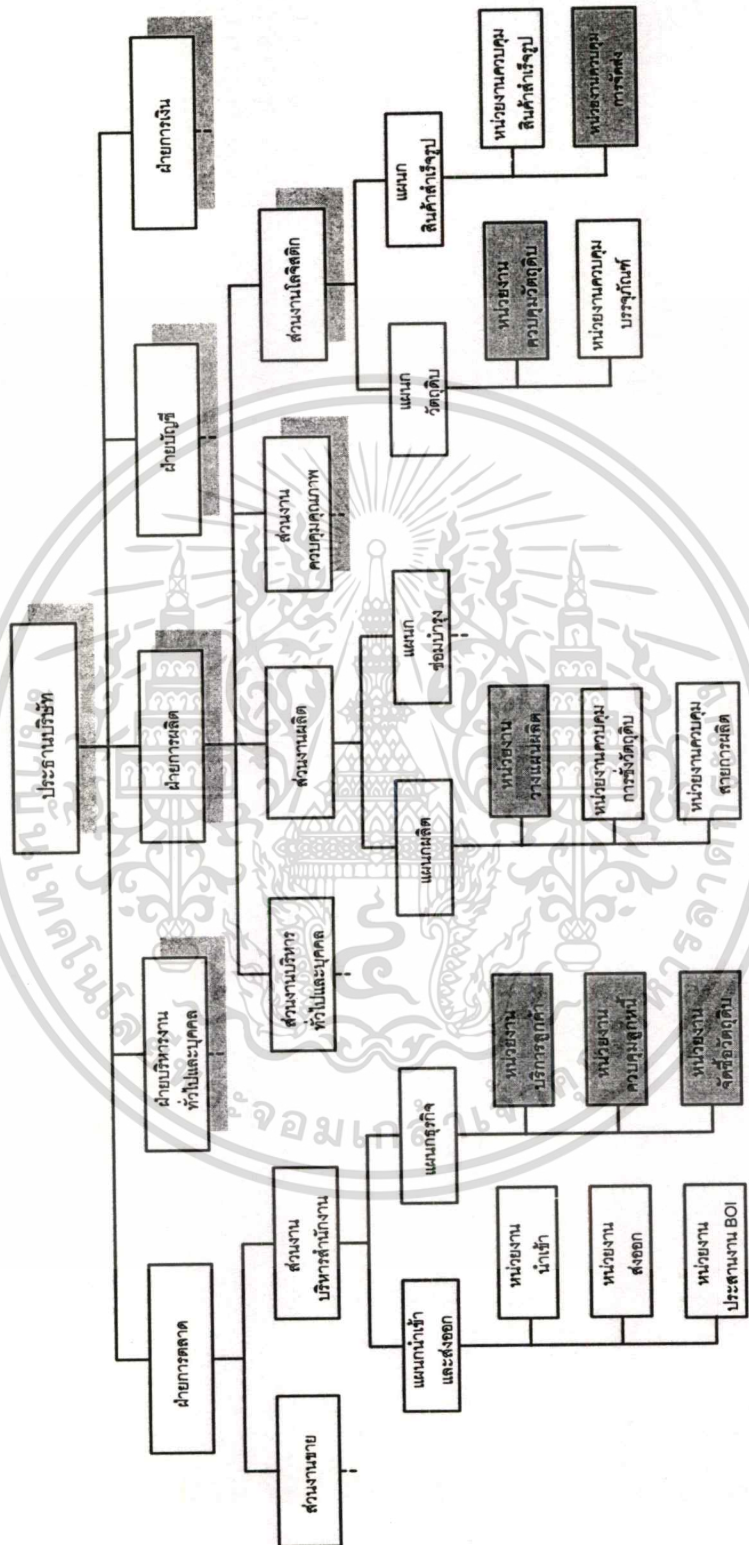 ประธานบริษัท
ฝ่ายการตลาด
ฝ่ายบริหารงาน
ทั่วไปและบุคคล
ฝ่ายการผลิต
ฝ่ายบัญชี
ฝ่ายการเงิน
ส่วนงานขาย
ส่วนงาน
บริหารสำนักงาน
ส่วนงานบริหาร
ทั่วไปและบุคคล
ส่วนงานผลิต
ส่วนงาน
ควบคุมคุณภาพ
ส่วนงานโลจิสติก
แผนกนำเข้า
และส่งออก
แผนกธุรกิจ
แผนกผลิต
แผนก
ซ่อมบำรุง
แผนก
วัตถุดิบ
แผนก
สินค้าสำเร็จรูป
หน่วยงาน
นำเข้า
หน่วยงาน
ส่งออก
หน่วยงาน
ประสานงาน BOI
หน่วยงาน
บริการลูกค้า
หน่วยงาน
ควบคุมลูกหนี้
หน่วยงาน
จัดซื้อวัตถุดิบ
หน่วยงาน
วางแผนผลิต
หน่วยงานควบคุม
การชั่งวัตถุดิบ
หน่วยงานควบคุม
สายการผลิต
หน่วยงาน
ควบคุมวัตถุดิบ
หน่วยงานควบคุม
บรรจุภัณฑ์
หน่วยงานควบคุม
สินค้าสำเร็จรูป
หน่วยงานควบคุม
การจัดส่ง